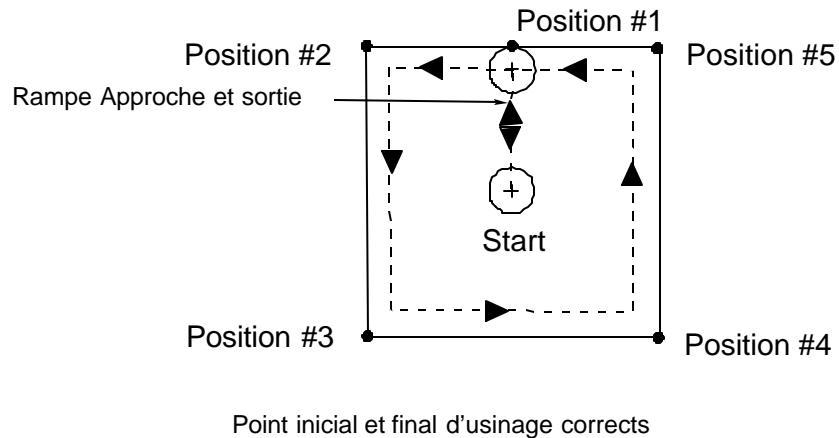 Position #1
Position #2
Position #5
Rampe Approche et sortie
Start
Position #3
Position #4
Point inicial et final d'usinage corrects